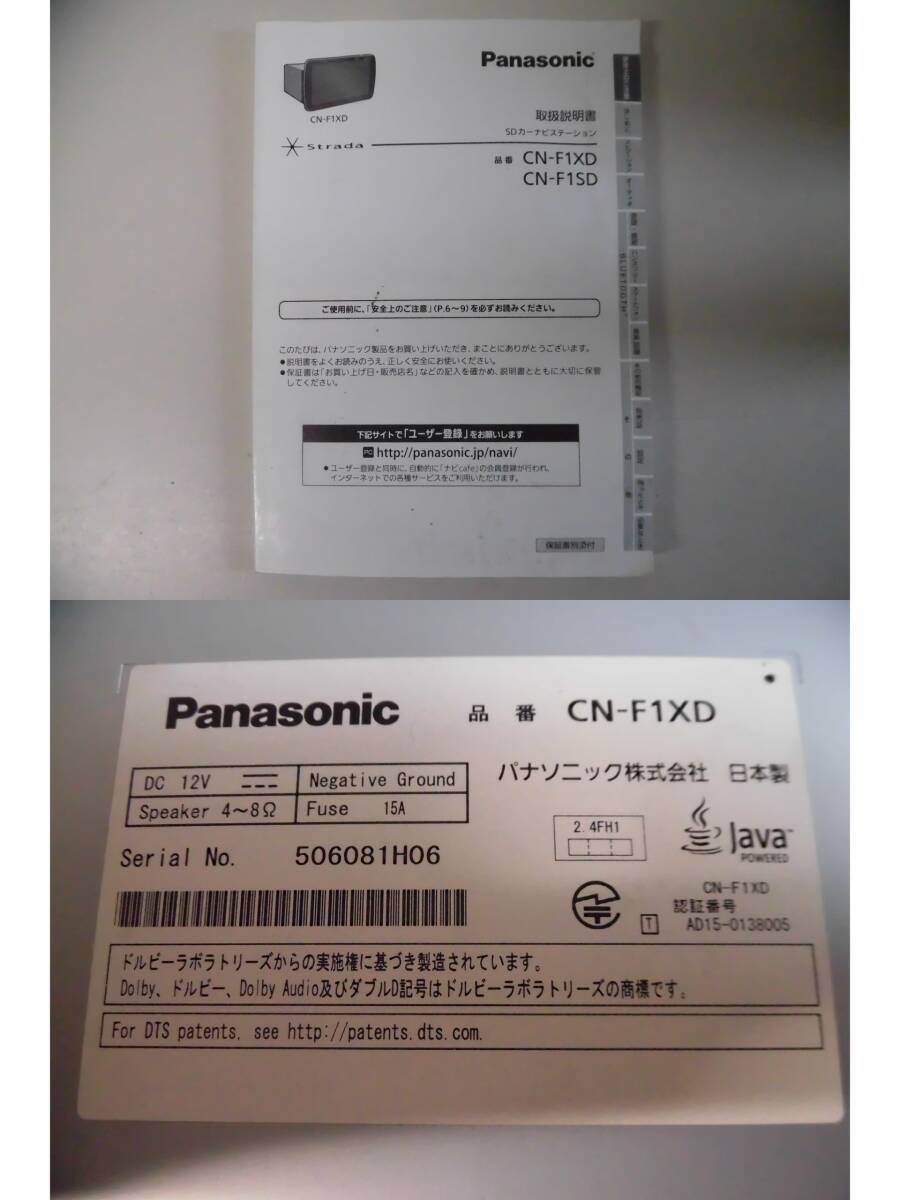 Panasonic
CN-F1XD
取扱説明書
SDカーナビステーション
Strada
品番 CN-F1XD
CN-F1SD
ご使用前に、「安全上のご注意」(P.6～9)を必ずお読みください。
このたびは、パナソニック製品をお買い上げいただき、まことにありがとうございます。
●説明書をよくお読みのうえ、正しく安全にお使いください。
●保証書は「お買い上げ日・販売店名」などの記入を確かめ、説明書とともに大切に保管
してください。
下記サイトで「ユーザー登録」をお願いします
PC http://panasonic.jp/navi/
●ユーザー登録と同時に、自動的に「ナビcafe」の会員登録が行われ、
インターネットでの各種サービスをご利用いただけます。
保証書別添付
Panasonic 品番 CN-F1XD
DC 12V Negative Ground
Speaker 4～8Ω Fuse 15A
パナソニック株式会社 日本製
Serial No. 506081H06
2.4FH1
Java
POWERED
CN-F1XD
認証番号
T AD15-0138005
ドルビーラボラトリーズからの実施権に基づき製造されています。
Dolby、ドルビー、Dolby Audio及びダブルD記号はドルビーラボラトリーズの商標です。
For DTS patents, see http://patents.dts.com.